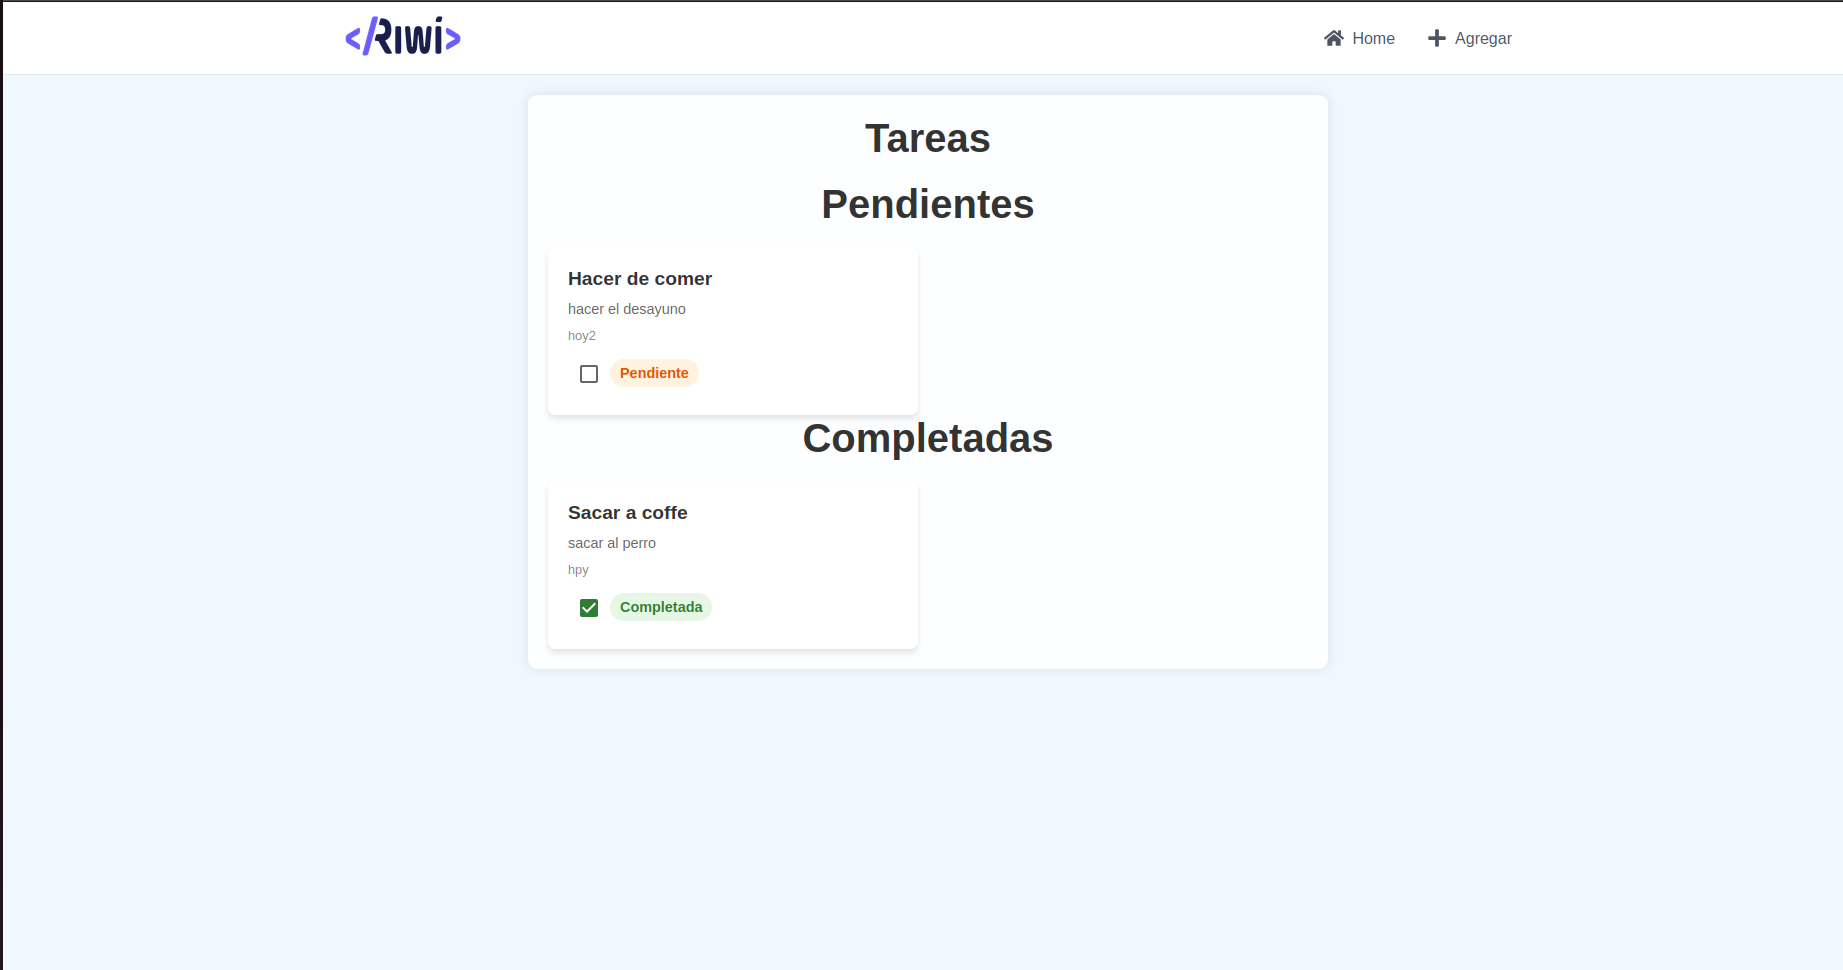 </Riwi>
Home
Agregar
Tareas
Pendientes
Hacer de comer
hacer el desayuno
hoy2
Pendiente
Completadas
Sacar a coffe
sacar al perro
hpy
Completada